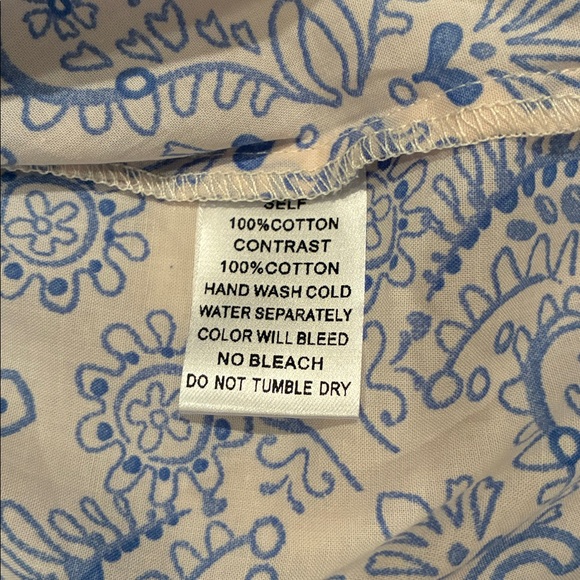 SELF
100%COTTON
CONTRAST
100%COTTON
HAND WASH COLD
WATER SEPARATELY
COLOR WILL BLEED
NO BLEACH
DO NOT TUMBLE DRY